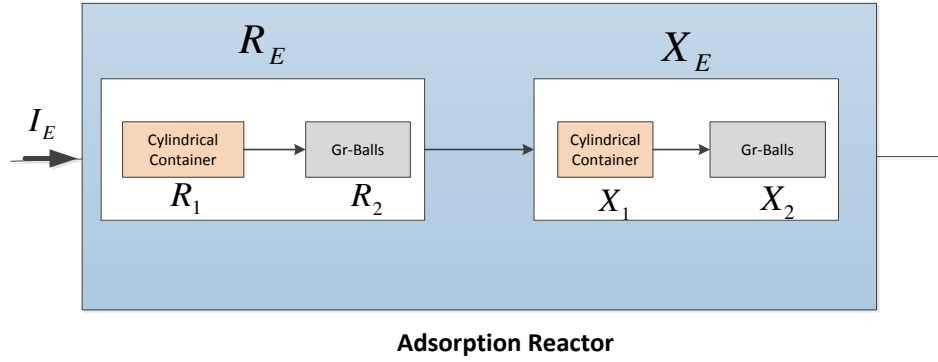 R_E X_E
I_E
Cylindrical Container Gr-Balls Cylindrical Container Gr-Balls
R_1 R_2 X_1 X_2
Adsorption Reactor